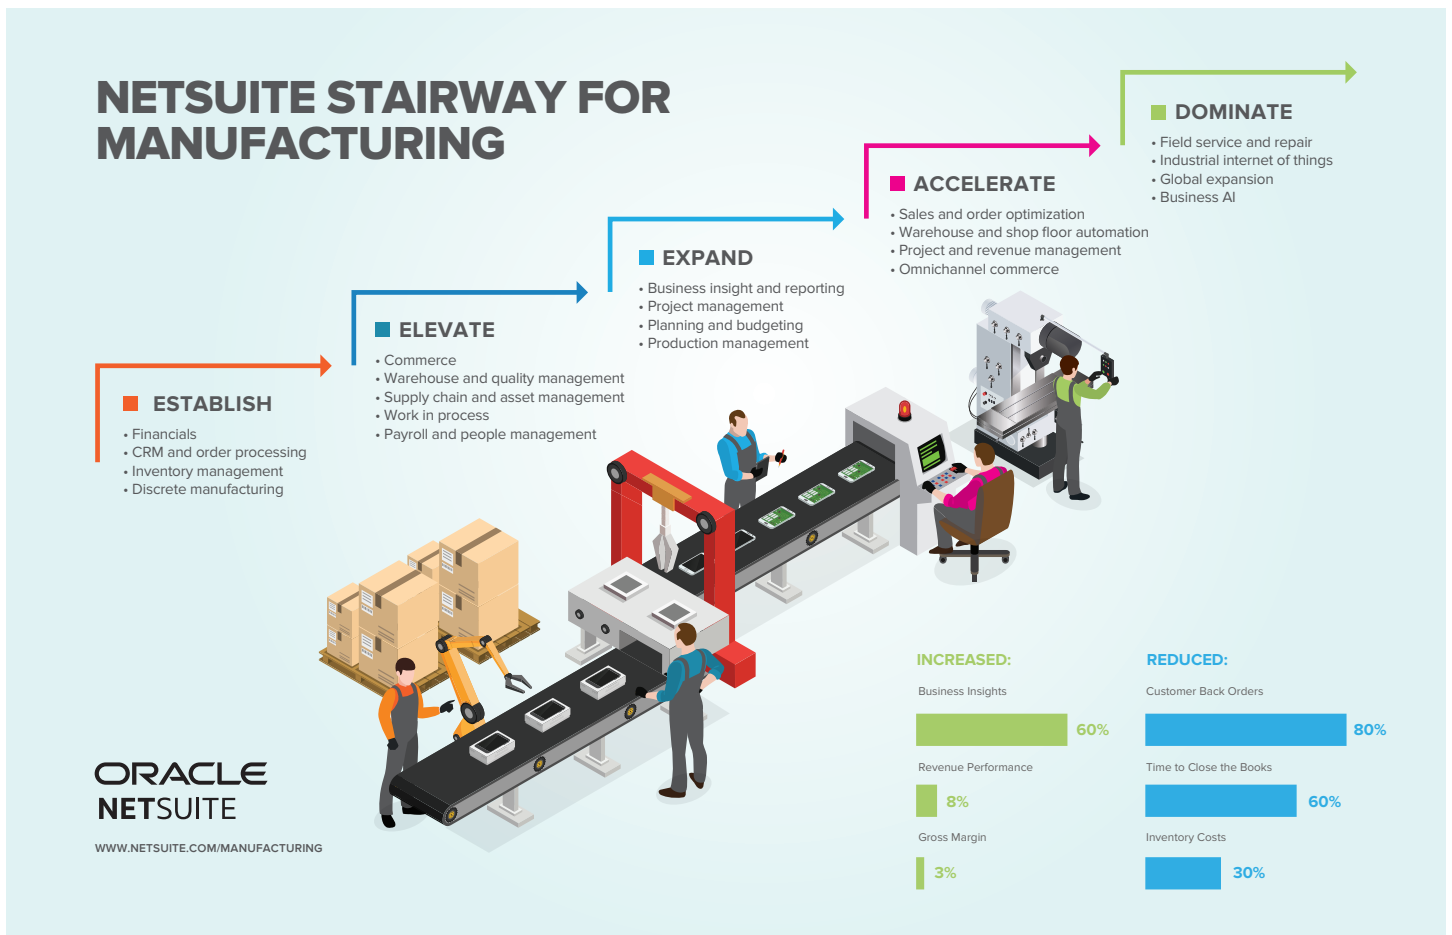 NETSUITE STAIRWAY FOR
MANUFACTURING
ESTABLISH
• Financials
• CRM and order processing
• Inventory management
• Discrete manufacturing
ELEVATE
• Commerce
• Warehouse and quality management
• Supply chain and asset management
• Work in process
• Payroll and people management
EXPAND
• Business insight and reporting
• Project management
• Planning and budgeting
• Production management
ACCELERATE
• Sales and order optimization
• Warehouse and shop floor automation
• Project and revenue management
• Omnichannel commerce
DOMINATE
• Field service and repair
• Industrial internet of things
• Global expansion
• Business AI
INCREASED:
Business Insights
60%
Revenue Performance
8%
Gross Margin
3%
REDUCED:
Customer Back Orders
80%
Time to Close the Books
60%
Inventory Costs
30%
ORACLE
NETSUITE
WWW.NETSUITE.COM/MANUFACTURING